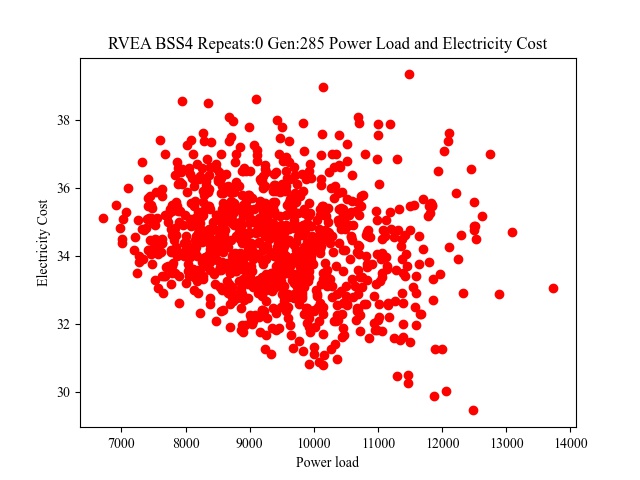 RVEA BSS4 Repeats:0 Gen:285 Power Load and Electricity Cost
Electricity Cost
38
36
34
32
30
7000 8000 9000 10000 11000 12000 13000 14000
Power load